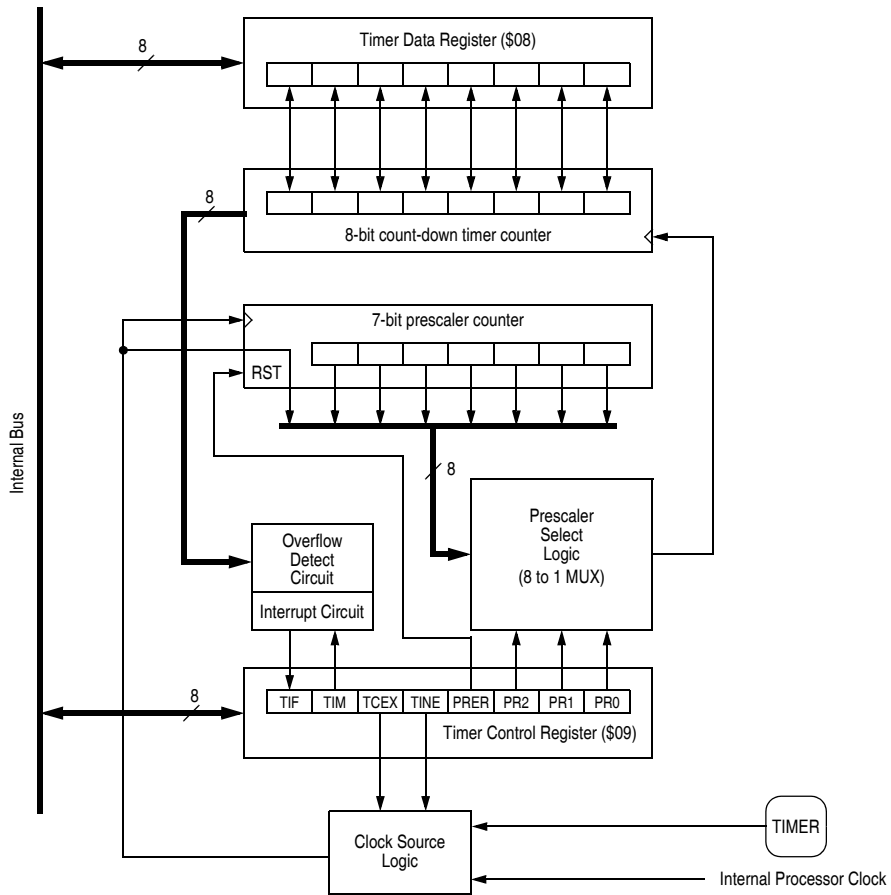 Timer Data Register ($08)
8
8
8-bit count-down timer counter
7-bit prescaler counter
RST
Internal Bus
8
Prescaler
Select
Logic
(8 to 1 MUX)
Overflow
Detect
Circuit
Interrupt Circuit
8
TIF TIM TCEX TINE PRER PR2 PR1 PR0
Timer Control Register ($09)
Clock Source
Logic
TIMER
Internal Processor Clock